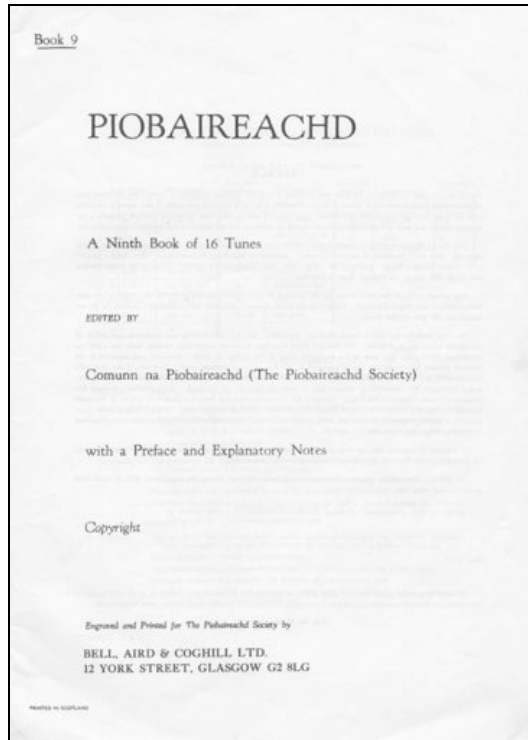 Book 9
PIOBAIREACHD
A Ninth Book of 16 Tunes
EDITED BY
Comunn na Piobaireachd (The Piobaireachd Society)
with a Preface and Explanatory Notes
Copyright
Engraved and Printed for The Piobaireachd Society by
BELL, AIRD & COGHILL LTD.
12 YORK STREET, GLASGOW G2 8LG
PRINTED IN SCOTLAND